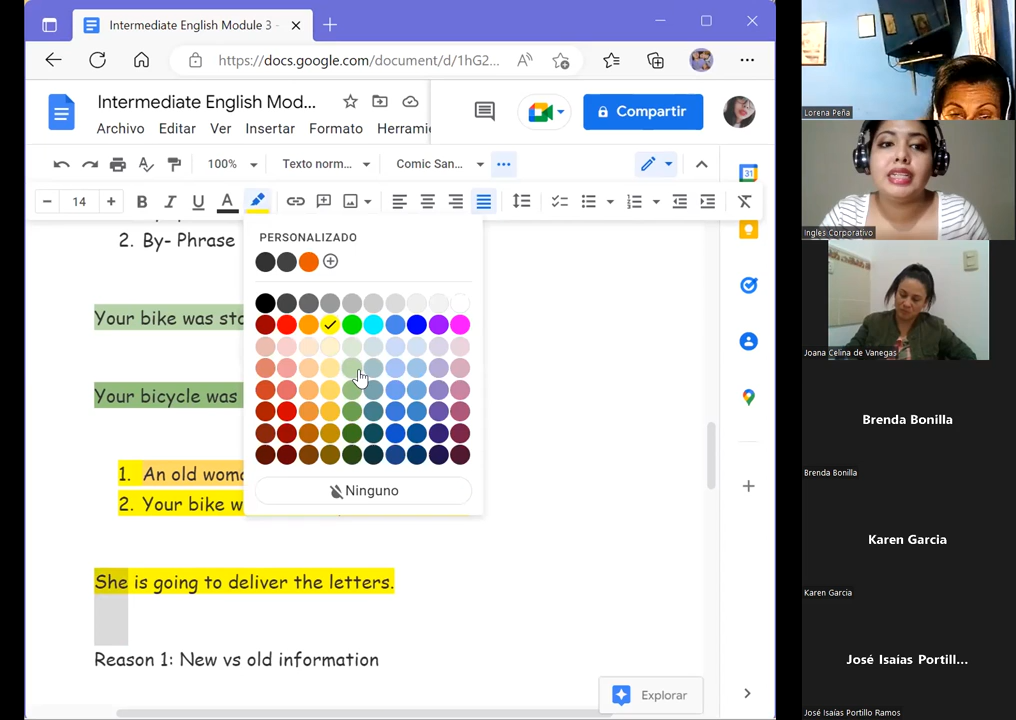 Intermediate English Module 3 -
https://docs.google.com/document/d/1hG2...
Intermediate English Mod...
Archivo Editar Ver Insertar Formato Herrami
Compartir
100% Texto norm... Comic San...
14
2. By- Phrase
PERSONALIZADO
Your bike was
Your bicycle was
1. An old
2. Your bike
Ninguno
She is going to deliver the letters.
Reason 1: New vs old information
Explorar
31
Lorena Peña
Ingles Corporativo
Joana Celina de Vanegas
Brenda Bonilla
Brenda Bonilla
Karen Garcia
Karen Garcia
José Isaías Portill...
José Isaías Portillo Ramos